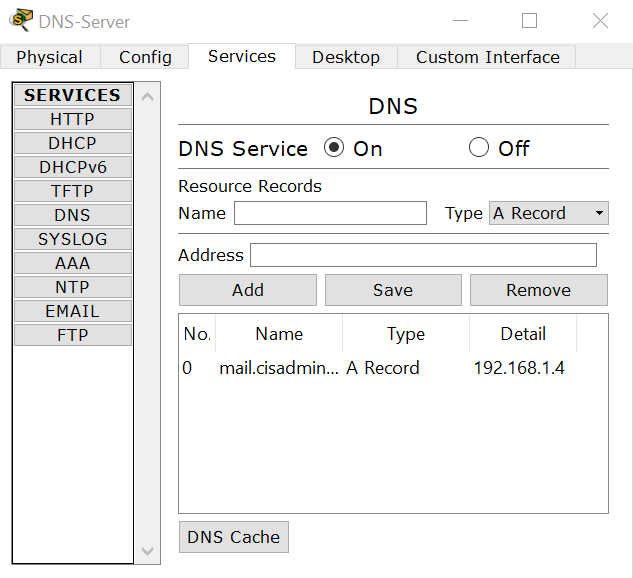 DNS-Server
Physical Config Services Desktop Custom Interface
SERVICES
HTTP
DHCP
DHCPv6
TFTP
DNS
SYSLOG
AAA
NTP
EMAIL
FTP
DNS
DNS Service On Off
Resource Records
Name Type A Record
Address
Add Save Remove
No. Name Type Detail
0 mail.cisadmin... A Record 192.168.1.4
DNS Cache